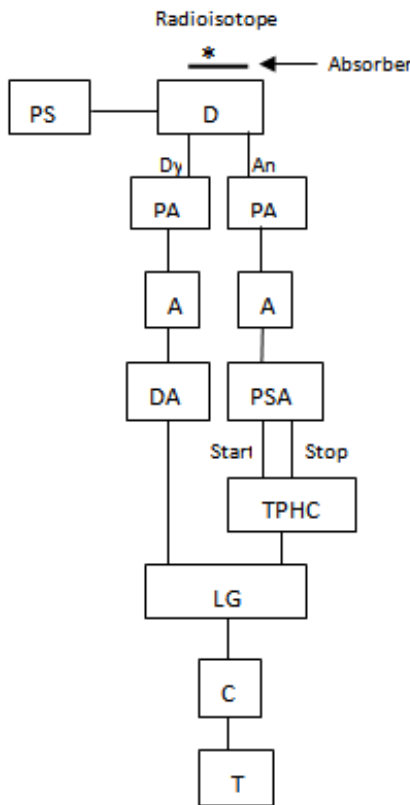 Radioisotope
*
Absorber
PS
D
Dy
An
PA
PA
A
A
DA
PSA
Start
Stop
TPHC
LG
C
T